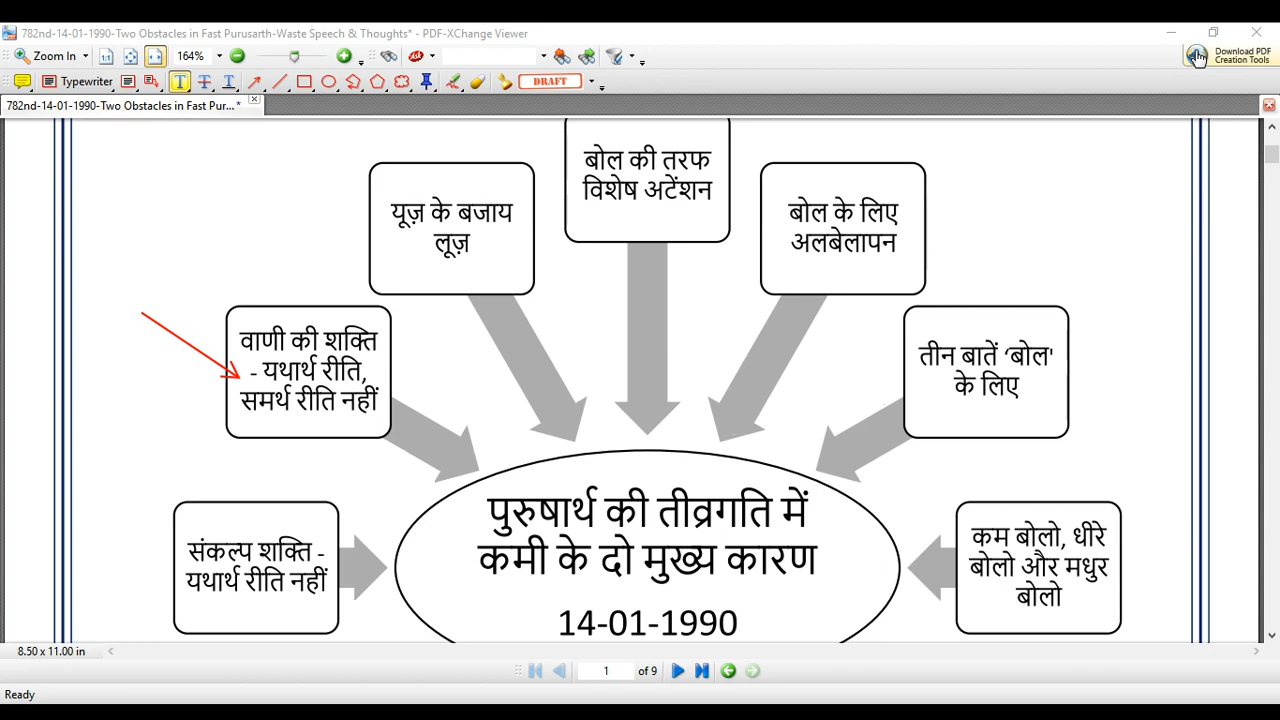 782nd-14-01-1990-Two Obstacles in Fast Purusarth-Waste Speech & Thoughts* - PDF-XChange Viewer
Zoom In
164%
Download PDF
Creation Tools
Typewriter
DRAFT
782nd-14-01-1990-Two Obstacles in Fast Pur...*
बोल की तरफ
विशेष अटेंशन
यूज़ के बजाय
लूज़
बोल के लिए
अलबेलापन
वाणी की शक्ति
- यथार्थ रीति,
समर्थ रीति नहीं
तीन बातें ‘बोल'
के लिए
पुरुषार्थ की तीव्रगति में
कमी के दो मुख्य कारण
14-01-1990
संकल्प शक्ति -
यथार्थ रीति नहीं
कम बोलो, धीरे
बोलो और मधुर
बोलो
8.50 x 11.00 in
1 of 9
Ready